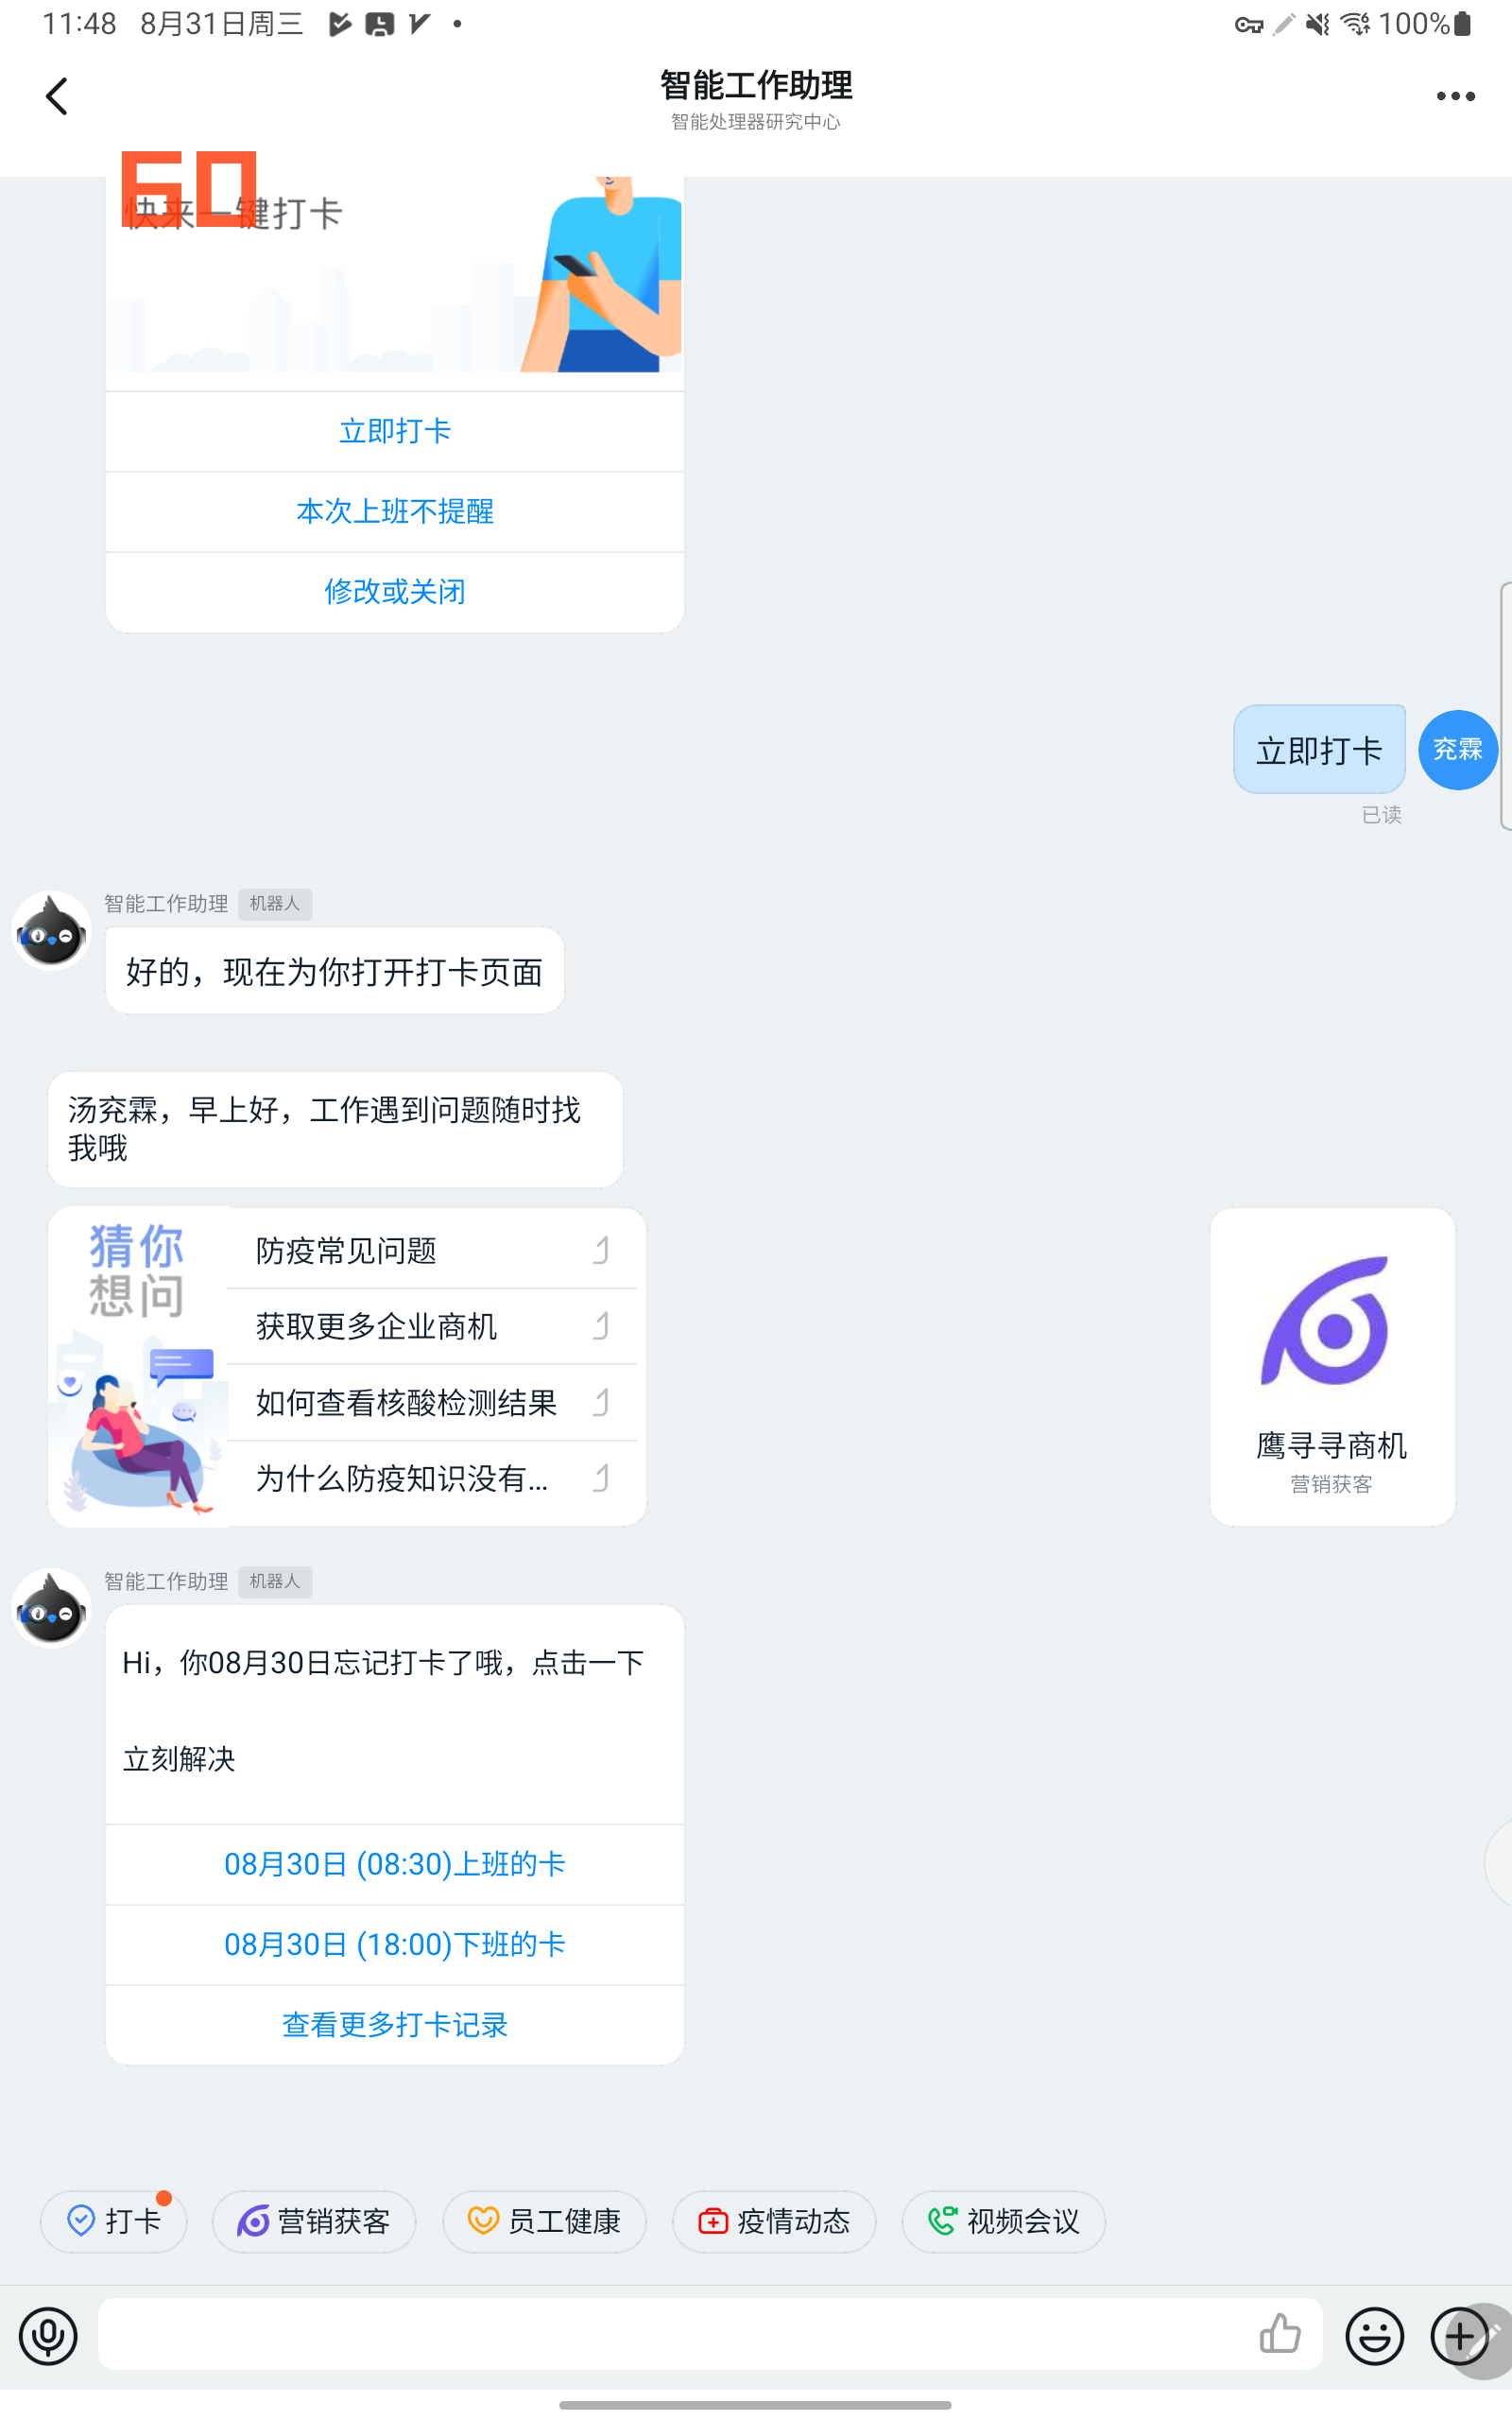 11:48 8月31日周三
100%
智能工作助理
智能处理器研究中心
60
快来一键打卡
立即打卡
本次上班不提醒
修改或关闭
立即打卡
兖霖
已读
智能工作助理 机器人
好的，现在为你打开打卡页面
汤兖霖，早上好，工作遇到问题随时找
我哦
猜你
想问
防疫常见问题
获取更多企业商机
如何查看核酸检测结果
为什么防疫知识没有...
鹰寻寻商机
营销获客
智能工作助理 机器人
Hi，你08月30日忘记打卡了哦，点击一下
立刻解决
08月30日 (08:30)上班的卡
08月30日 (18:00)下班的卡
查看更多打卡记录
打卡 营销获客 员工健康 疫情动态 视频会议